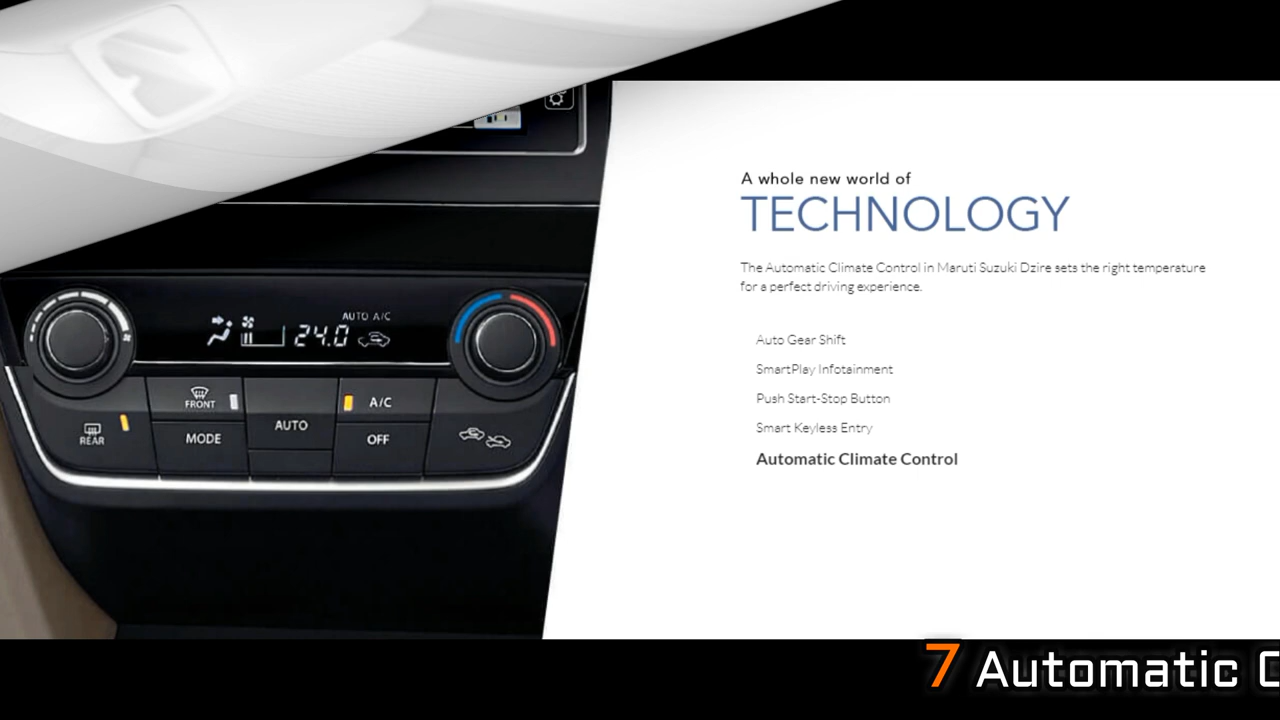 A whole new world of
TECHNOLOGY
The Automatic Climate Control in Maruti Suzuki Dzire sets the right temperature
for a perfect driving experience.
AUTO A/C
24.0
Auto Gear Shift
SmartPlay Infotainment
Push Start-Stop Button
Smart Keyless Entry
Automatic Climate Control
FRONT
A/C
REAR
MODE
AUTO
OFF
7 Automatic C